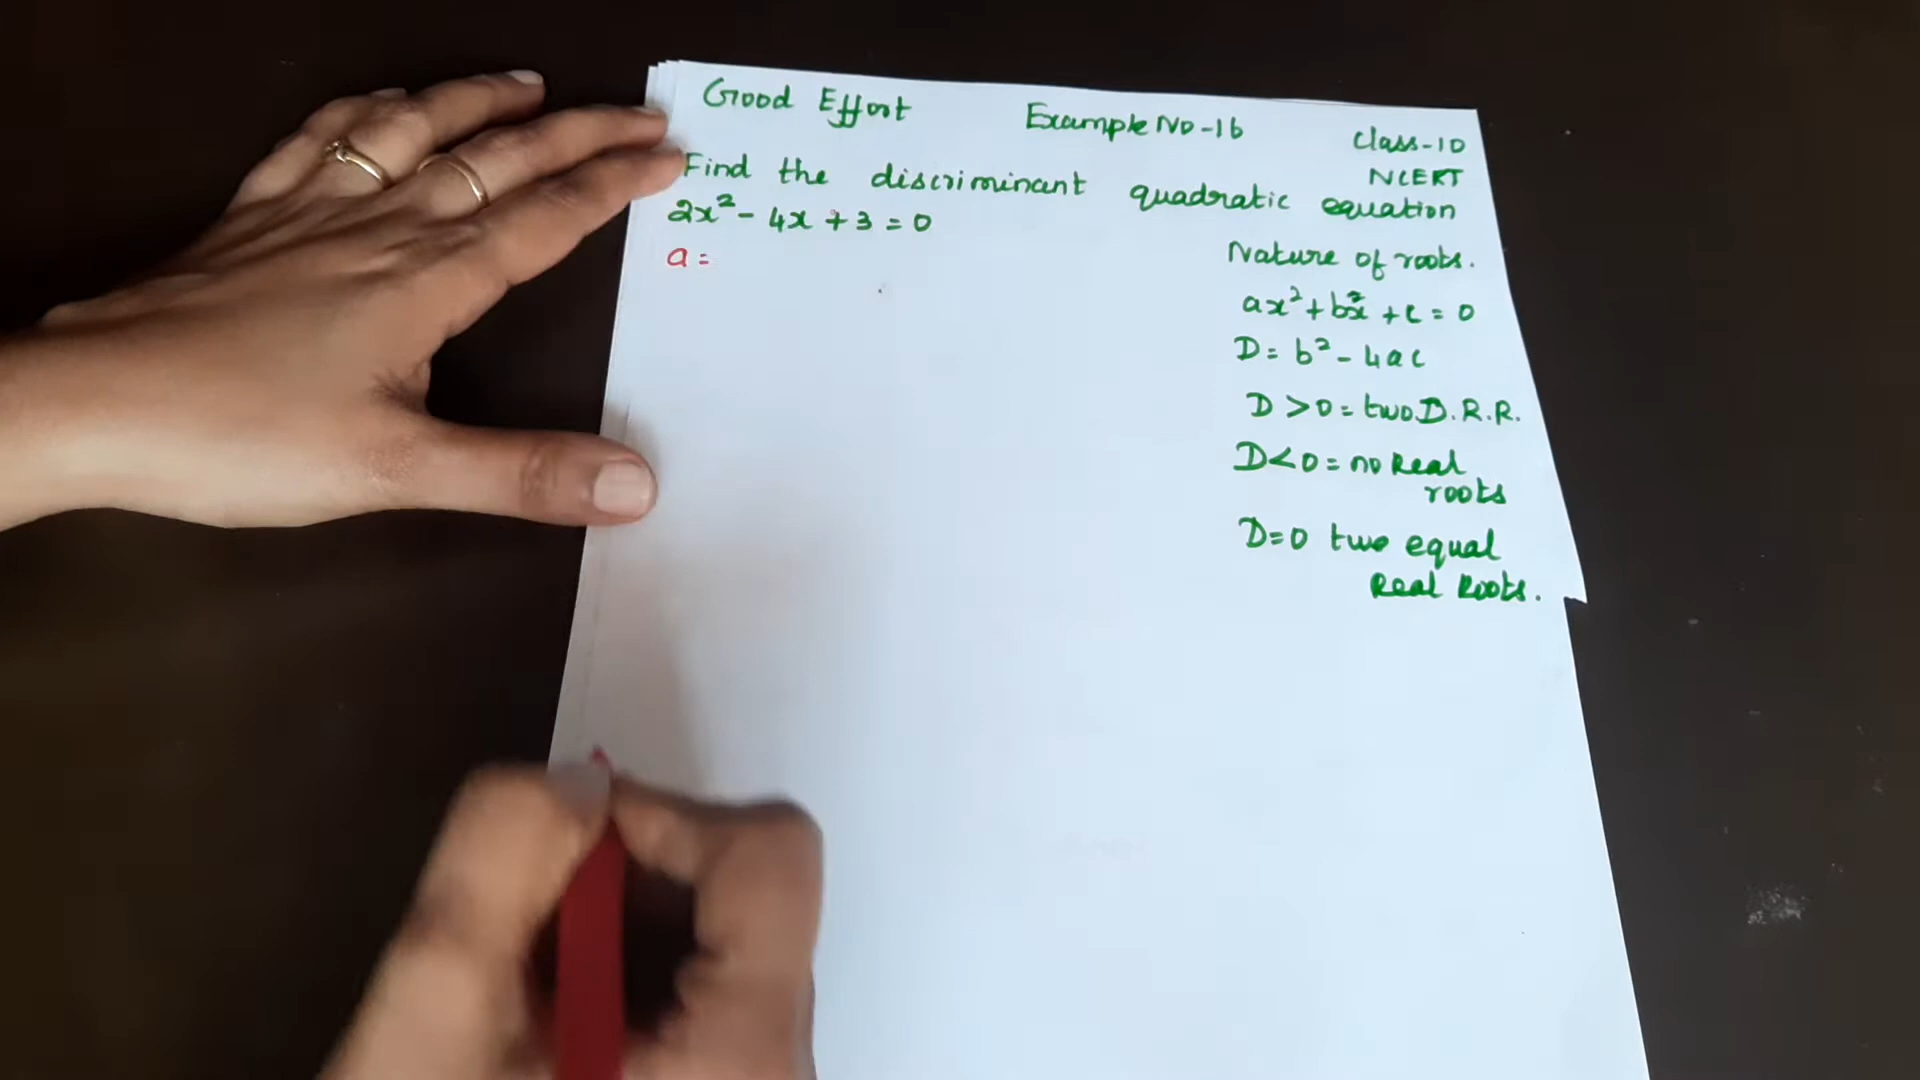 Good Effort Example No-16 Class-10
NCERT
Find the discriminant quadratic equation
2x² - 4x + 3 = 0
a =
Nature of roots.
ax² + bx² + c = 0
D = b² - 4ac
D > 0 = two D.R.R.
D < 0 = no Real
roots
D=0 two equal
Real Roots.